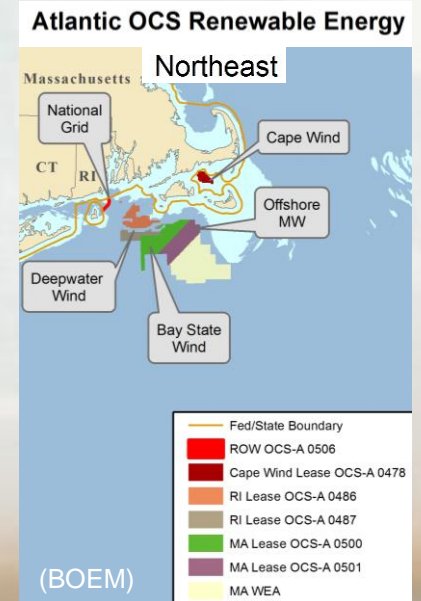 Atlantic OCS Renewable Energy
Northeast
Massachusetts
National
Grid
Cape Wind
CT
RI
Offshore
MW
Deepwater
Wind
Bay State
Wind
Fed/State Boundary
ROW OCS-A 0506
Cape Wind Lease OCS-A 0478
RI Lease OCS-A 0486
RI Lease OCS-A 0487
MA Lease OCS-A 0500
MA Lease OCS-A 0501
MA WEA
(BOEM)